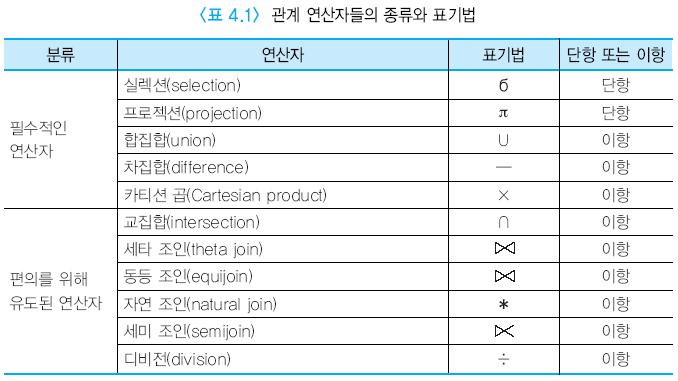 〈표 4.1〉 관계 연산자들의 종류와 표기법
분류 연산자 표기법 단항 또는 이항
필수적인 연산자
실렉션(selection) б 단항
프로젝션(projection) π 단항
합집합(union) ∪ 이항
차집합(difference) — 이항
카티션 곱(Cartesian product) × 이항
편의를 위해 유도된 연산자
교집합(intersection) ∩ 이항
세타 조인(theta join) ⋈ 이항
동등 조인(equijoin) ⋈ 이항
자연 조인(natural join) * 이항
세미 조인(semijoin) ⋉ 이항
디비전(division) ÷ 이항